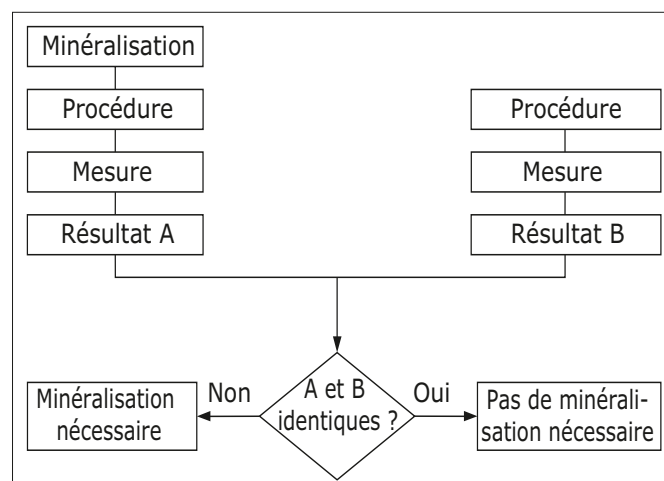 Minéralisation
Procédure
Mesure
Résultat A
Procédure
Mesure
Résultat B
A et B
identiques ?
Non
Oui
Minéralisation
nécessaire
Pas de minérali-
sation nécessaire